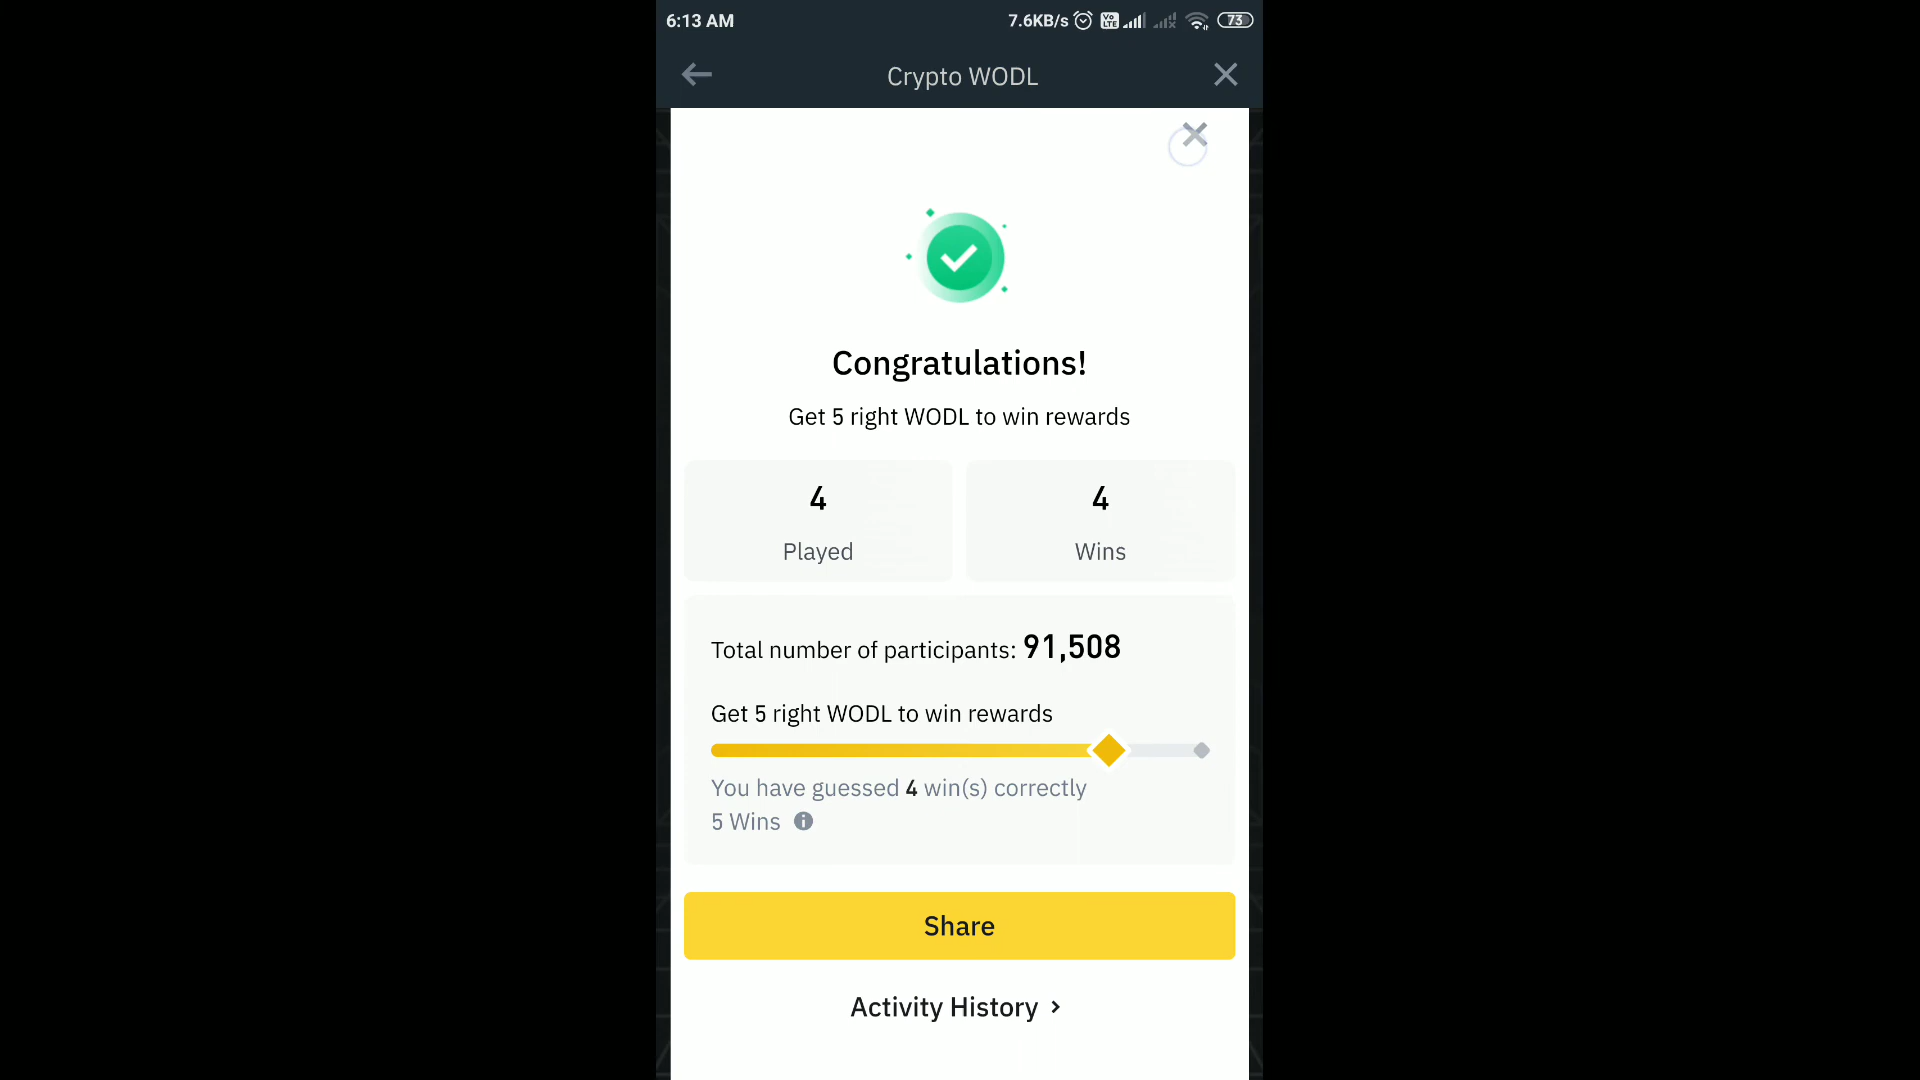 6:13 AM 7.6KB/s Vo LTE 73
Crypto WODL
Congratulations!
Get 5 right WODL to win rewards
4 4
Played Wins
Total number of participants: 91,508
Get 5 right WODL to win rewards
You have guessed 4 win(s) correctly
5 Wins
Share
Activity History